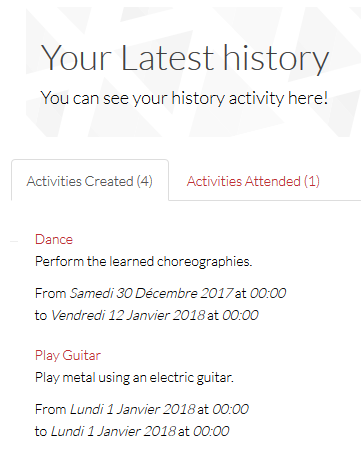 Your Latest history
You can see your history activity here!
Activities Created (4) Activities Attended (1)
Dance
Perform the learned choreographies.
From Samedi 30 Décembre 2017 at 00:00
to Vendredi 12 Janvier 2018 at 00:00
Play Guitar
Play metal using an electric guitar.
From Lundi 1 Janvier 2018 at 00:00
to Lundi 1 Janvier 2018 at 00:00